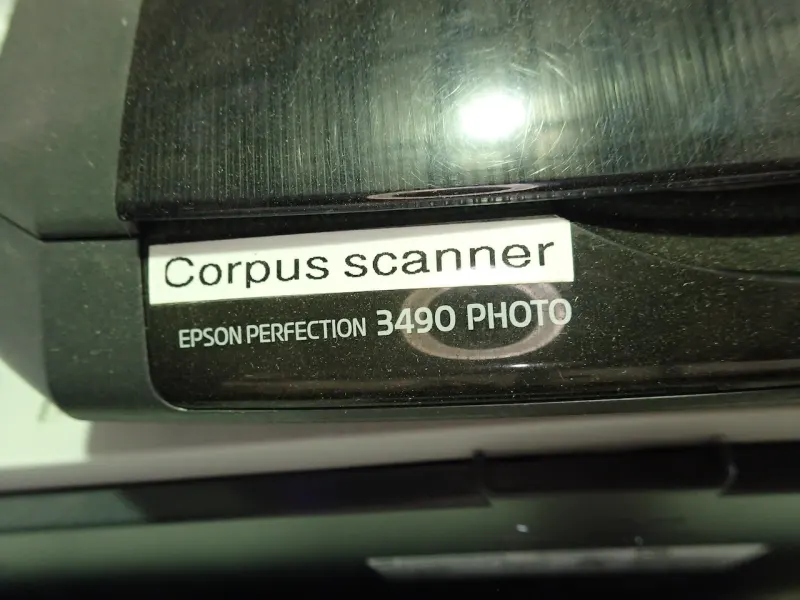 Corpus scanner
EPSON PERFECTION 3490 PHOTO